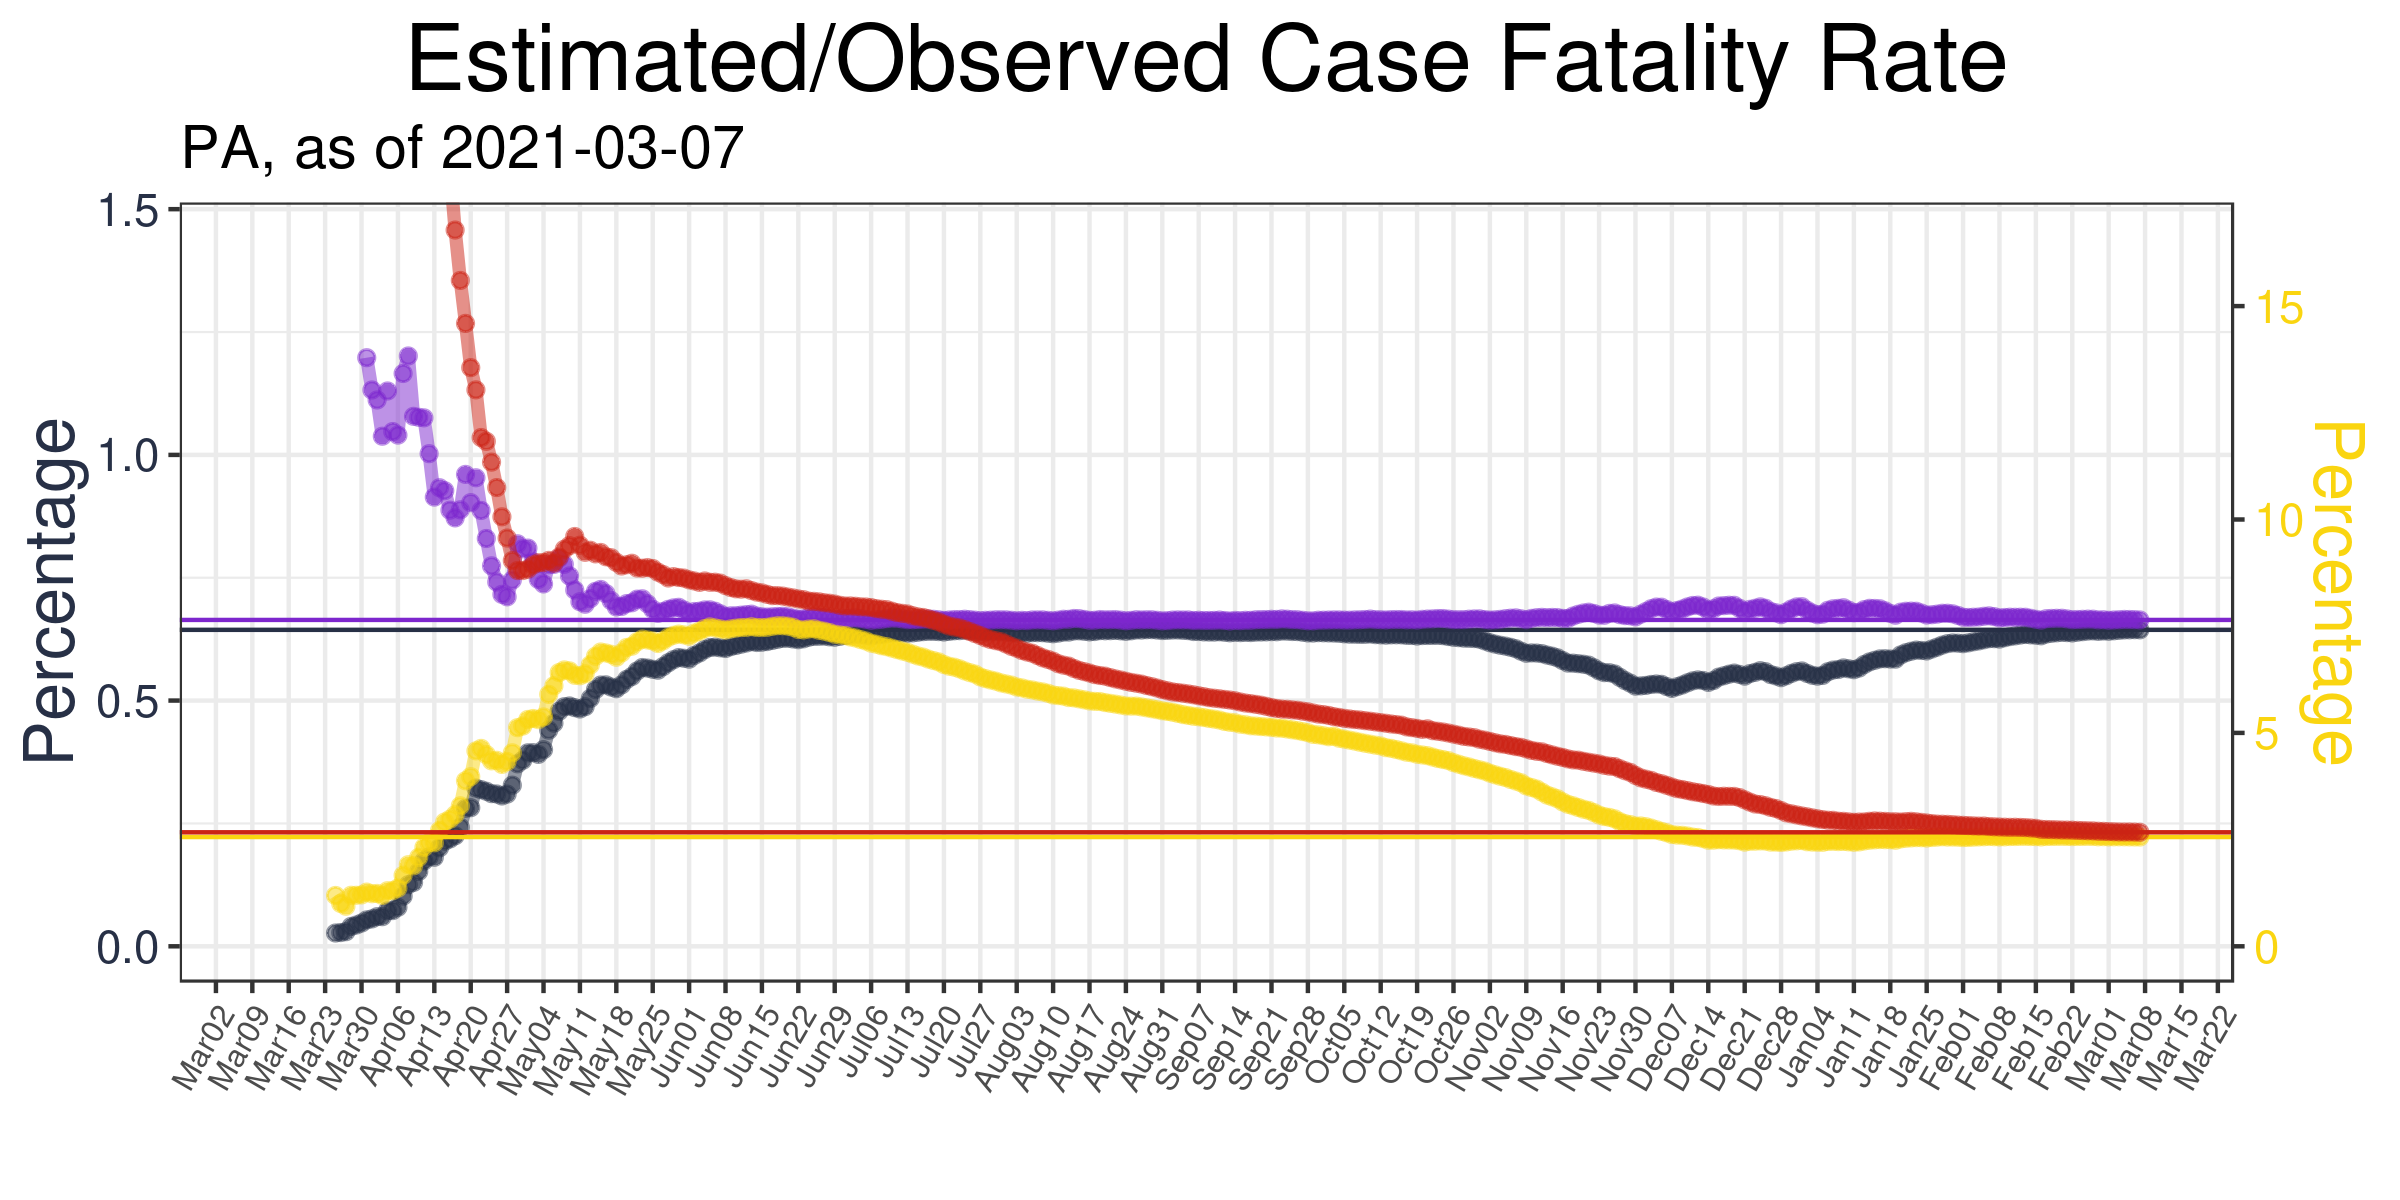 Estimated/Observed Case Fatality Rate
PA, as of 2021-03-07
Percentage
1.5
1.0
0.5
0.0
15
10
5
0
Percentage
Mar02
Mar09
Mar16
Mar23
Mar30
Apr06
Apr13
Apr20
Apr27
May04
May11
May18
May25
Jun01
Jun08
Jun15
Jun22
Jun29
Jul06
Jul13
Jul20
Jul27
Aug03
Aug10
Aug17
Aug24
Aug31
Sep07
Sep14
Sep21
Sep28
Oct05
Oct12
Oct19
Oct26
Nov02
Nov09
Nov16
Nov23
Nov30
Dec07
Dec14
Dec21
Dec28
Jan04
Jan11
Jan18
Jan25
Feb01
Feb08
Feb15
Feb22
Mar01
Mar08
Mar15
Mar22